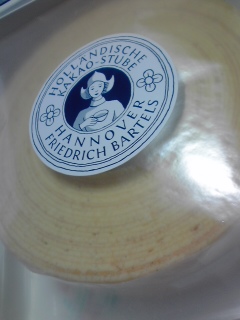 HOLLÄNDISCHE
KAKAO-STUBE
HANNOVER
FRIEDRICH BARTELS